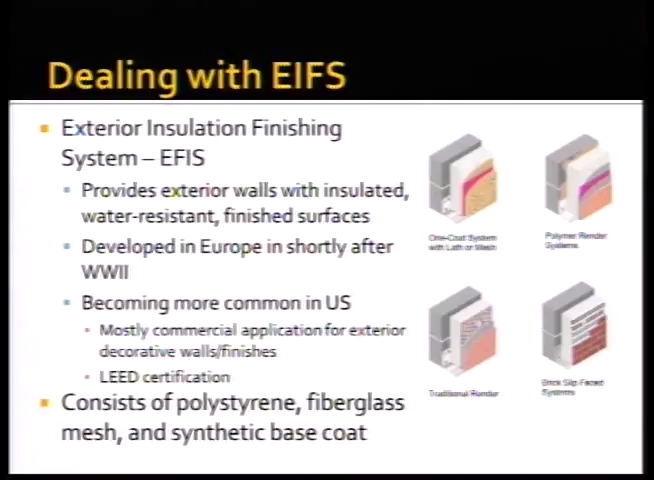 Dealing with EIFS
Exterior Insulation Finishing
System – EFIS
Provides exterior walls with insulated,
water-resistant, finished surfaces
Developed in Europe in shortly after
WWII
Becoming more common in US
Mostly commercial application for exterior
decorative walls/finishes
LEED certification
Consists of polystyrene, fiberglass
mesh, and synthetic base coat
One-Coat System
with Lath or Mesh
Polymer Render
Systems
Traditional Render
Brick Slip Faced
Systems